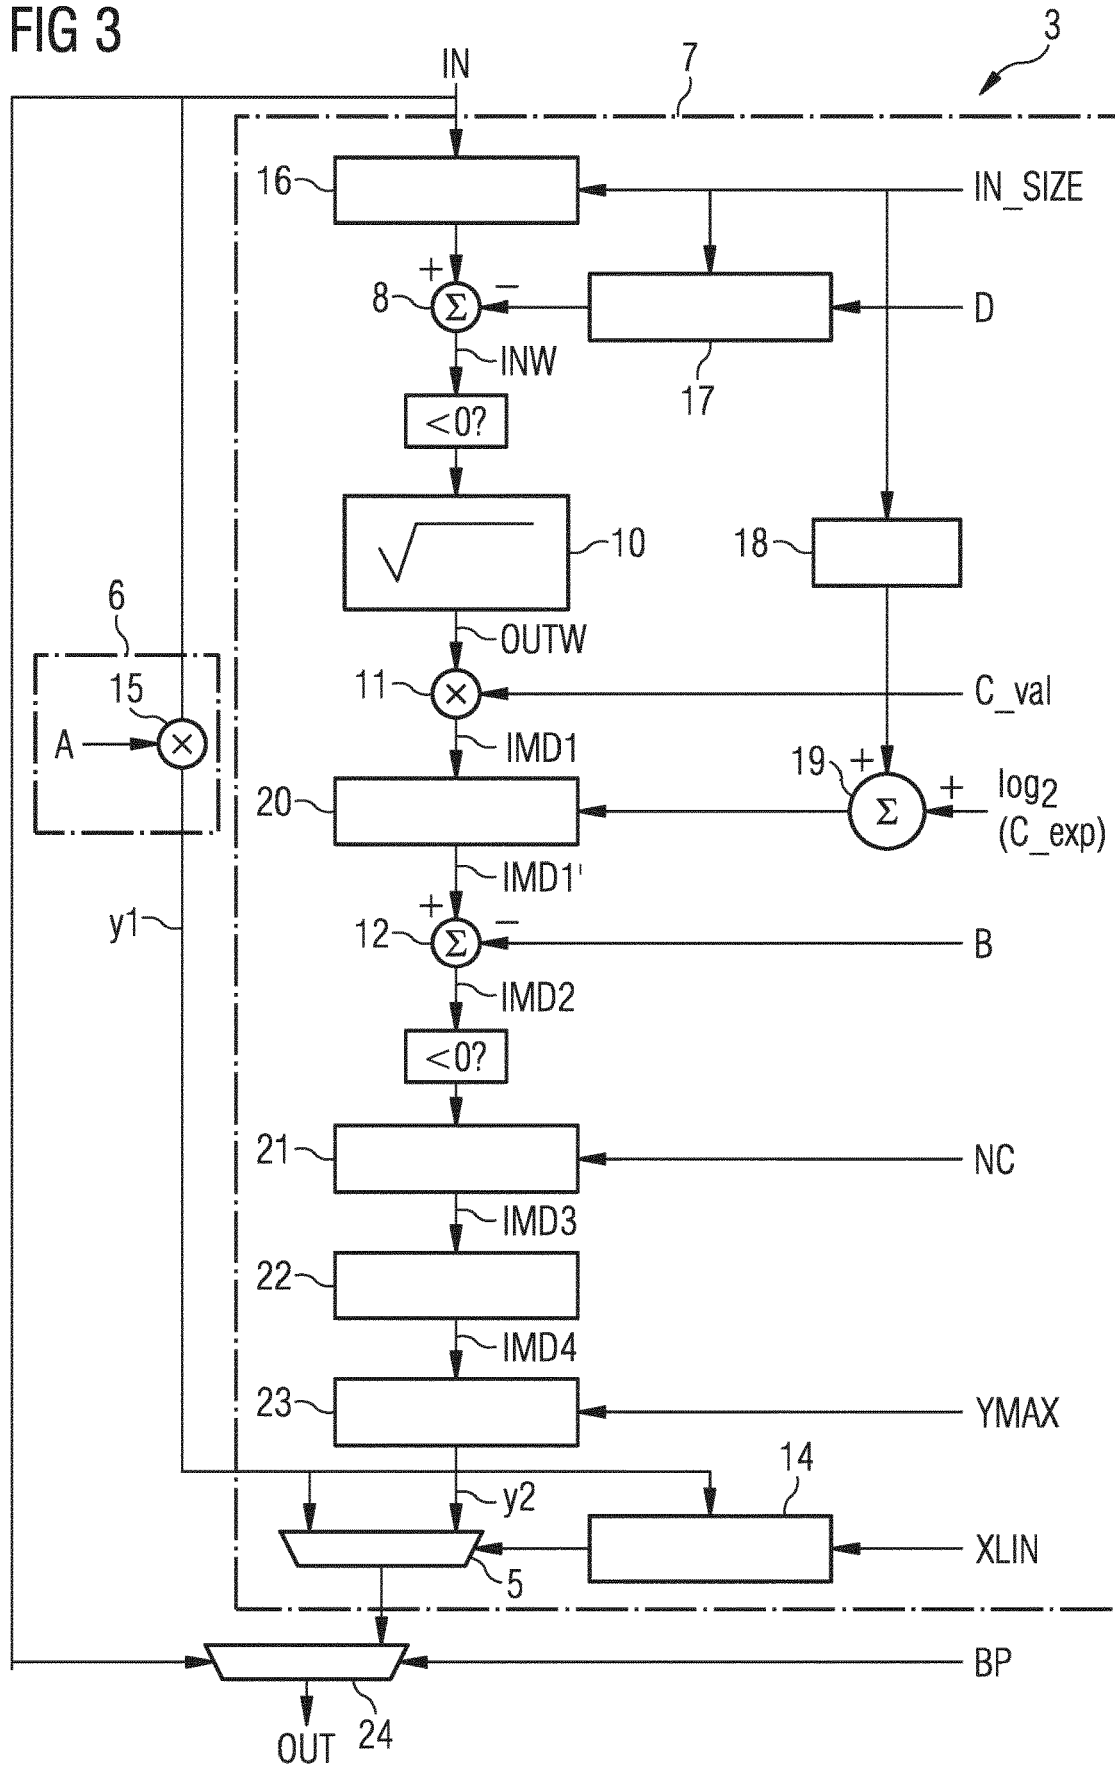 FIG 3
3
7
IN
16
IN_SIZE
+
−
8
Σ
D
INW
17
<0?
10
18
6
OUTW
15
11
×
C_val
A
×
IMD1
19
+
+
log2
20
Σ
(C_exp)
IMD1'
y1
+
−
12
Σ
B
IMD2
<0?
21
NC
IMD3
22
IMD4
23
YMAX
14
y2
XLIN
5
BP
24
OUT